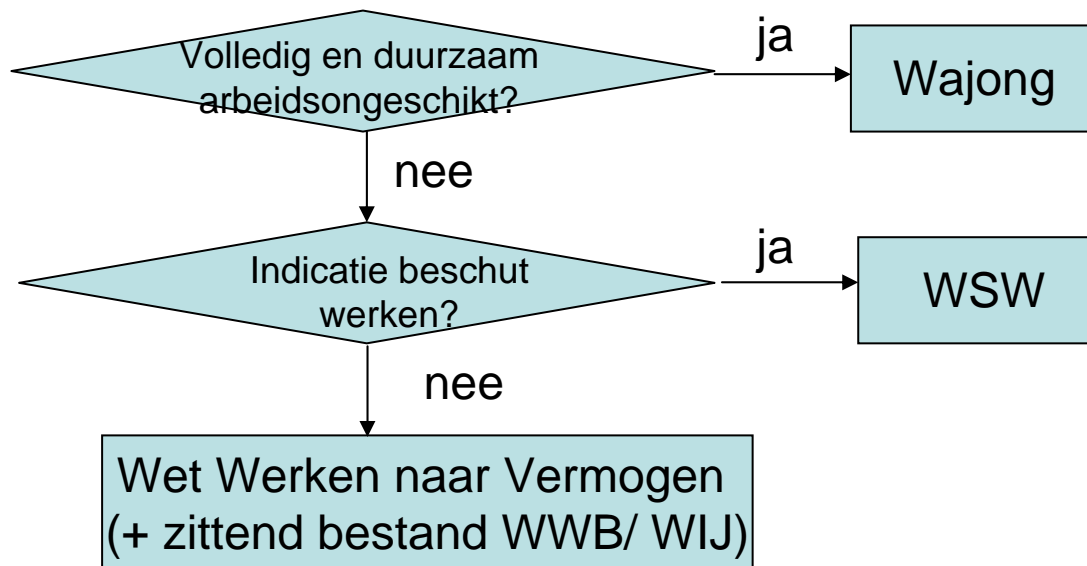 Volledig en duurzaam
arbeidsongeschikt?
ja
Wajong
nee
Indicatie beschut
werken?
ja
WSW
nee
Wet Werken naar Vermogen
(+ zittend bestand WWB/ WIJ)